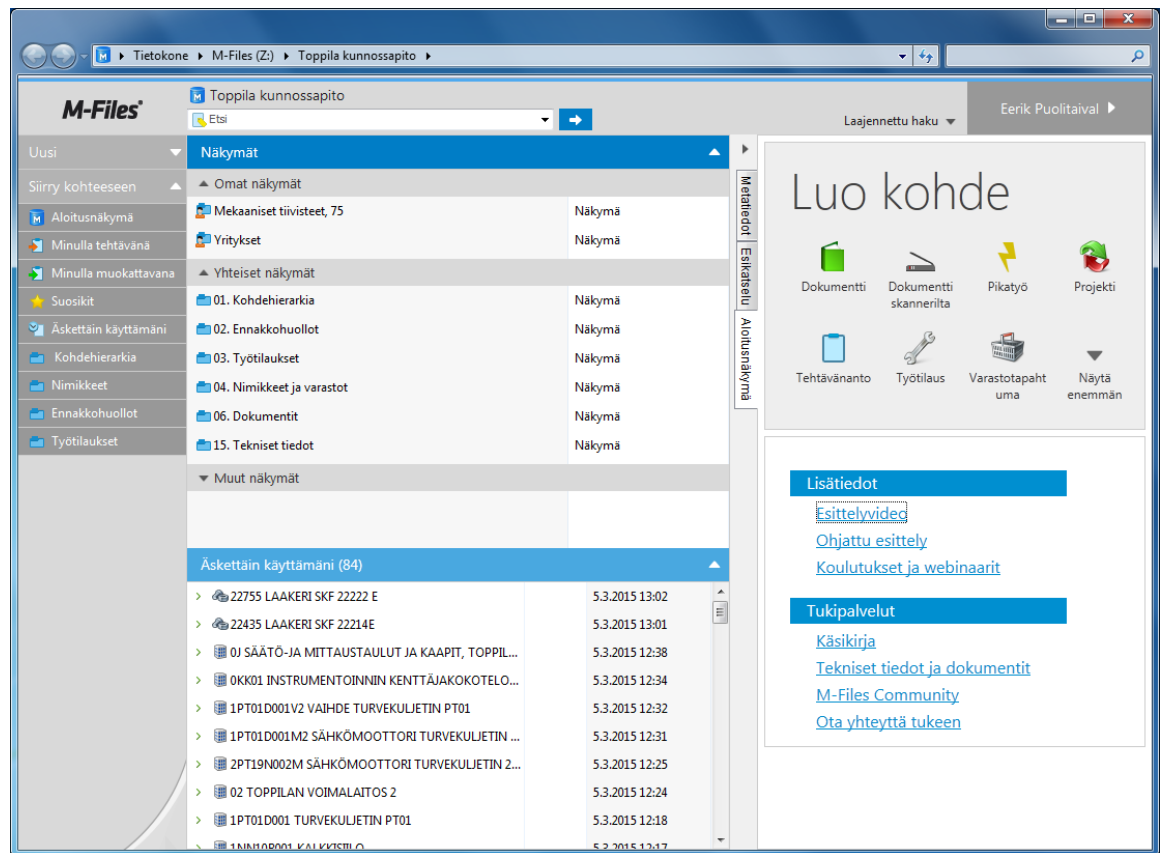 Tietokone ▸ M-Files (Z:) ▸ Toppila kunnossapito ▸
M-Files
Toppila kunnossapito
Etsi
Laajennettu haku
Eerik Puolitaival
Uusi
Siirry kohteeseen
Aloitusnäkymä
Minulla tehtävänä
Minulla muokattavana
Suosikit
Äskettäin käyttämäni
Kohdehierarkia
Nimikkeet
Ennakkohuollot
Työtilaukset
Näkymät
Omat näkymät
Mekaaniset tiivisteet, 75 Näkymä
Yritykset Näkymä
Yhteiset näkymät
01. Kohdehierarkia Näkymä
02. Ennakkohuollot Näkymä
03. Työtilaukset Näkymä
04. Nimikkeet ja varastot Näkymä
06. Dokumentit Näkymä
15. Tekniset tiedot Näkymä
Muut näkymät
Äskettäin käyttämäni (84)
22755 LAAKERI SKF 22222 E 5.3.2015 13:02
22435 LAAKERI SKF 22214E 5.3.2015 13:01
0J SÄÄTÖ-JA MITTAUSTAULUT JA KAAPIT, TOPPIL... 5.3.2015 12:38
0KK01 INSTRUMENTOINNIN KENTTÄJAKOKOTELO... 5.3.2015 12:34
1PT01D001V2 VAIHDE TURVEKULJETIN PT01 5.3.2015 12:32
1PT01D001M2 SÄHKÖMOOTTORI TURVEKULJETIN ... 5.3.2015 12:31
2PT19N002M SÄHKÖMOOTTORI TURVEKULJETIN 2... 5.3.2015 12:25
02 TOPPILAN VOIMALAITOS 2 5.3.2015 12:24
1PT01D001 TURVEKULJETIN PT01 5.3.2015 12:18
1NN10B001 KALKKISIILO 5.3.2015 12:17
Metatiedot
Esikatselu
Aloitusnäkymä
Luo kohde
Dokumentti
Dokumentti
skannerilta
Pikatyö
Projekti
Tehtävänanto
Työtilaus
Varastotapaht
uma
Näytä
enemmän
Lisätiedot
Esittelyvideo
Ohjattu esittely
Koulutukset ja webinaarit
Tukipalvelut
Käsikirja
Tekniset tiedot ja dokumentit
M-Files Community
Ota yhteyttä tukeen